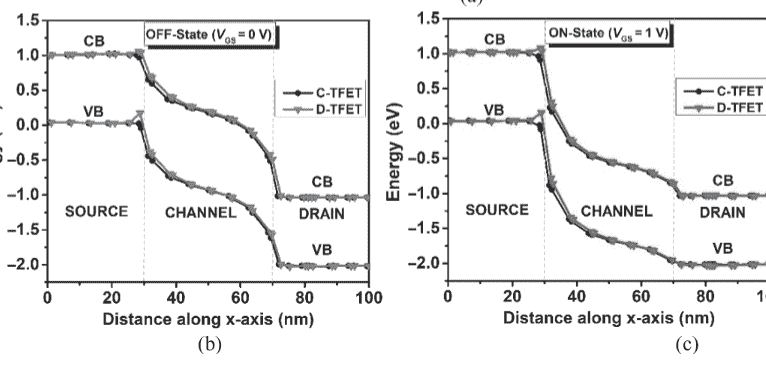 1.5
1.0
0.5
0.0
−0.5
−1.0
−1.5
−2.0
OFF-State (VGS = 0 V)
CB
C-TFET
D-TFET
VB
CB
SOURCE CHANNEL DRAIN
VB
0 20 40 60 80 100
Distance along x-axis (nm)
(b)
Energy (eV)
1.5
1.0
0.5
0.0
−0.5
−1.0
−1.5
−2.0
ON-State (VGS = 1 V)
CB
C-TFET
D-TFET
VB
CB
SOURCE CHANNEL DRAIN
VB
0 20 40 60 80
Distance along x-axis (nm)
(c)